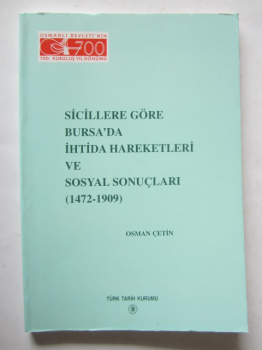 OSMANLI DEVLETİ'NİN
700
700. KURULUŞ YILDÖNÜMÜ
SİCİLLERE GÖRE
BURSA'DA
İHTİDA HAREKETLERİ
VE
SOSYAL SONUÇLARI
(1472-1909)
OSMAN ÇETİN
TÜRK TARİH KURUMU